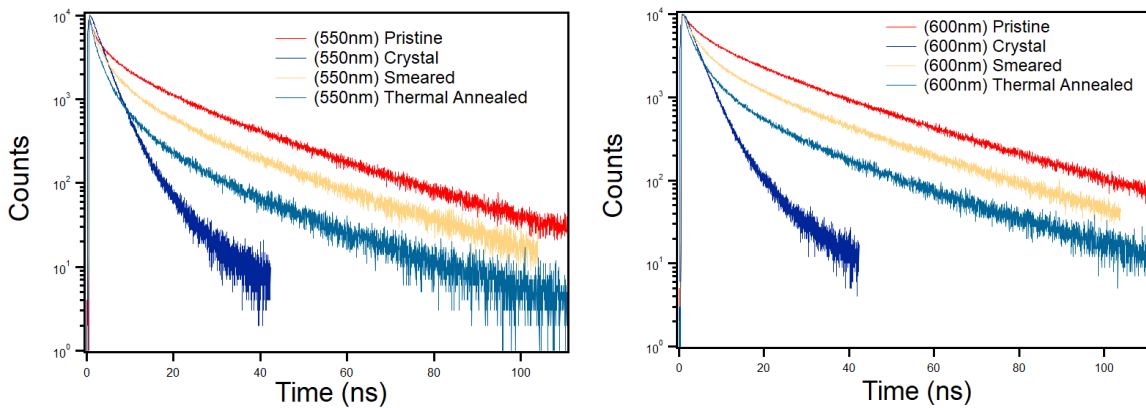 10⁴
10³
10²
10¹
10⁰
Counts
(550nm) Pristine
(550nm) Crystal
(550nm) Smeared
(550nm) Thermal Annealed
0 20 40 60 80 100
Time (ns)
10⁴
10³
10²
10¹
10⁰
Counts
(600nm) Pristine
(600nm) Crystal
(600nm) Smeared
(600nm) Thermal Annealed
0 20 40 60 80 100
Time (ns)